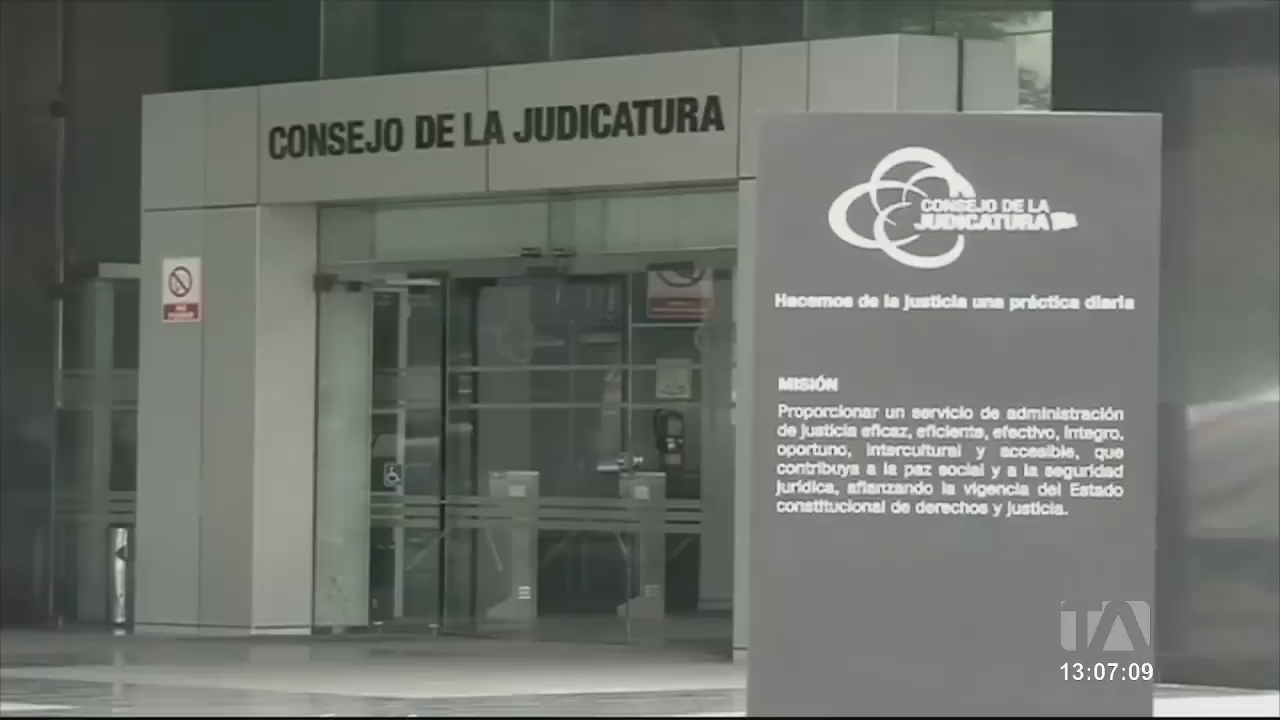 CONSEJO DE LA JUDICATURA
CONSEJO DE LA
JUDICATURA
Hacemos de la justicia una práctica diaria
MISIÓN
Proporcionar un servicio de administración
de justicia eficaz, eficiente, efectivo, íntegro,
oportuno, intercultural y accesible, que
contribuya a la paz social y a la seguridad
jurídica, afianzando la vigencia del Estado
constitucional de derechos y justicia.
TA
13:07:09